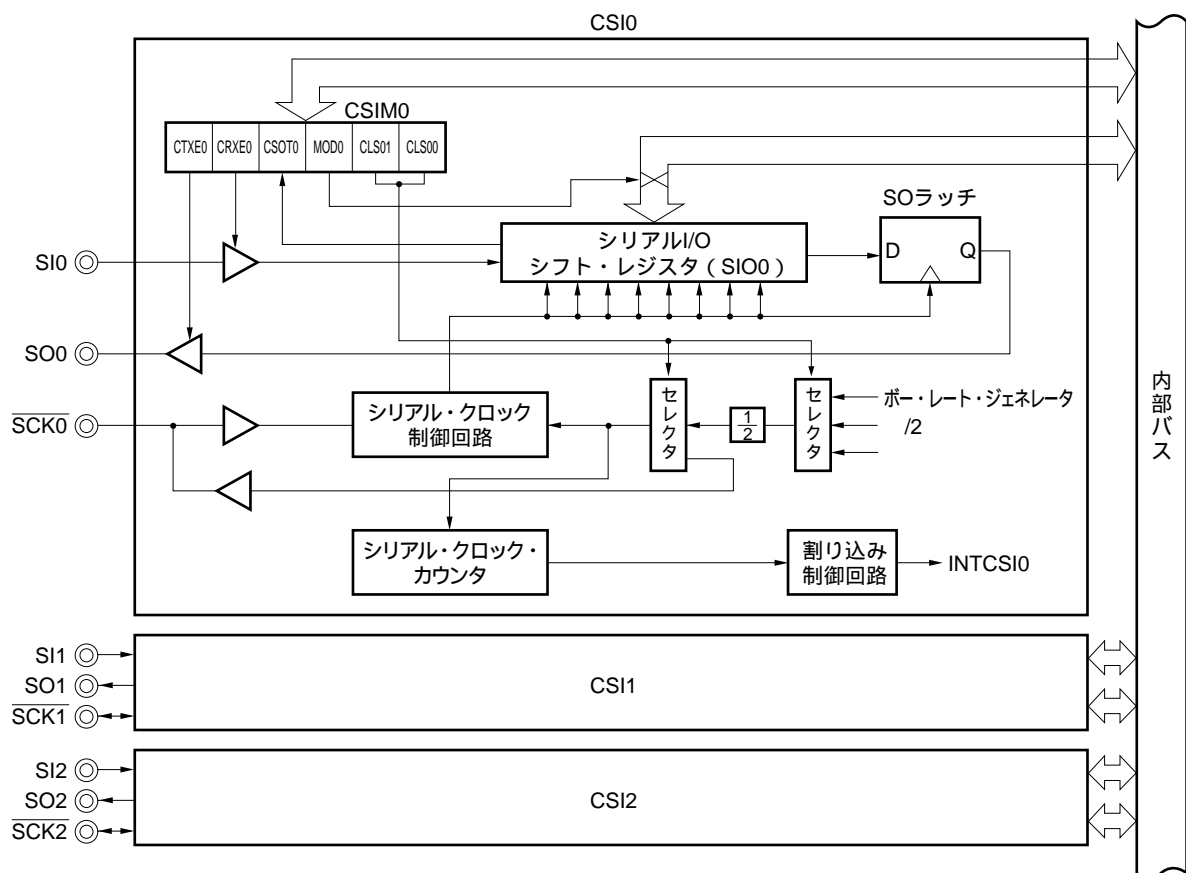 CSI0
CSIM0
CTXE0 CRXE0 CSOT0 MOD0 CLS01 CLS00
SOラッチ
D Q
シリアルI/O
シフト・レジスタ（SIO0）
SI0
SO0
SCK0
シリアル・クロック
制御回路
セレクタ
1
2
セレクタ
ボー・レート・ジェネレータ
/2
シリアル・クロック・
カウンタ
割り込み
制御回路
INTCSI0
内部バス
SI1
SO1
SCK1
CSI1
SI2
SO2
SCK2
CSI2